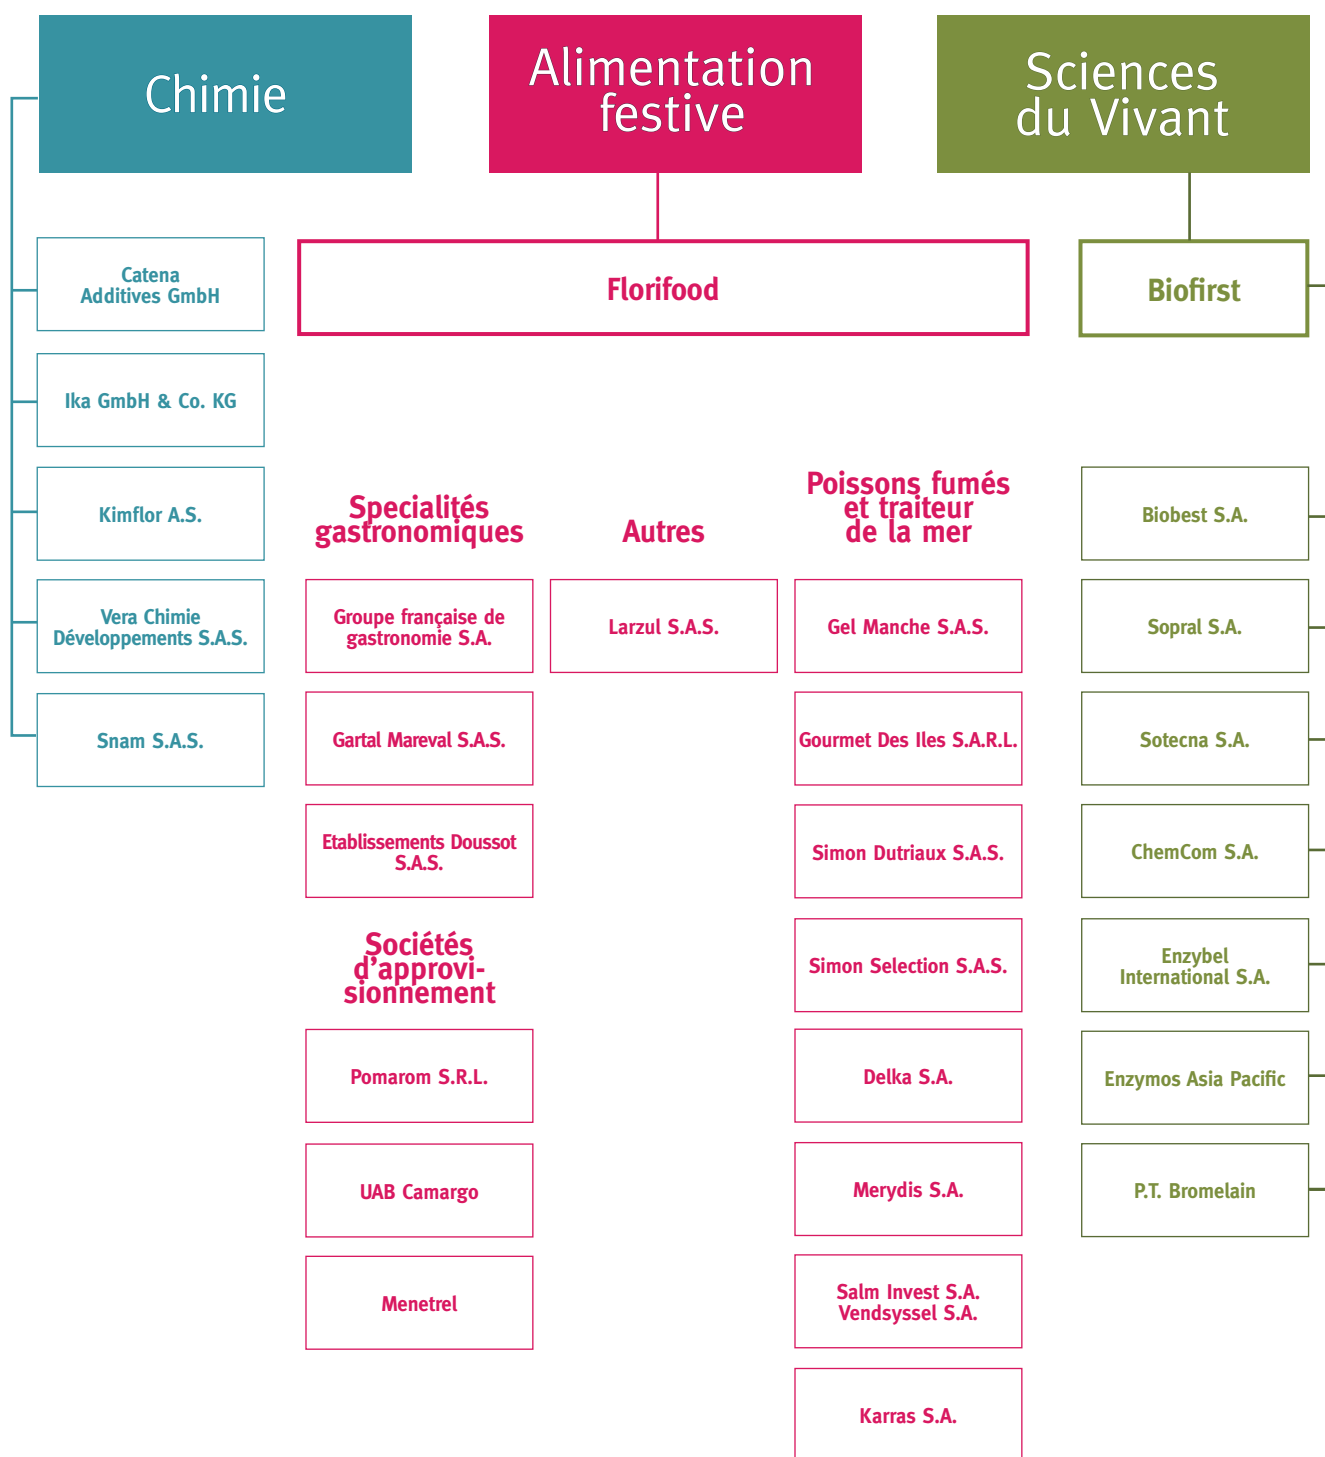 Chimie
Alimentation
festive
Sciences
du Vivant
Catena
Additives GmbH
Ika GmbH & Co. KG
Kimflor A.S.
Vera Chimie
Développements S.A.S.
Snam S.A.S.
Florifood
Specialités
gastronomiques
Groupe française de
gastronomie S.A.
Gartal Mareval S.A.S.
Etablissements Doussot
S.A.S.
Sociétés
d'approvi-
sionnement
Pomarom S.R.L.
UAB Camargo
Menetrel
Autres
Larzul S.A.S.
Poissons fumés
et traiteur
de la mer
Gel Manche S.A.S.
Gourmet Des Iles S.A.R.L.
Simon Dutriaux S.A.S.
Simon Selection S.A.S.
Delka S.A.
Merydis S.A.
Salm Invest S.A.
Vendsyssel S.A.
Karras S.A.
Biofirst
Biobest S.A.
Sopral S.A.
Sotecna S.A.
ChemCom S.A.
Enzybel
International S.A.
Enzymos Asia Pacific
P.T. Bromelain